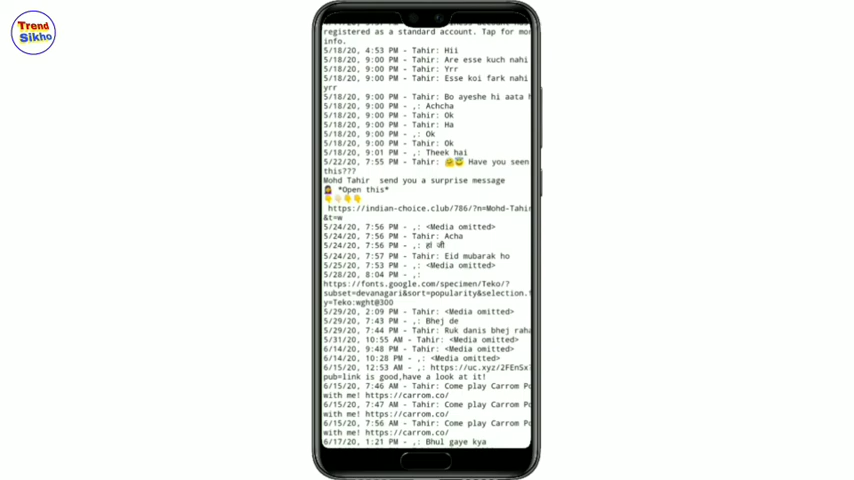 Trend
Sikho
registered as a standard account. Tap for mo
info.
5/18/20, 4:53 PM - Tahir: Hii
5/18/20, 9:00 PM - Tahir: Are esse kuch nahi
5/18/20, 9:00 PM - Tahir: Yrr
5/18/20, 9:00 PM - Tahir: Esse koi fark nahi
yrr
5/18/20, 9:00 PM - Tahir: Bo ayeshe hi aata h
5/18/20, 9:00 PM - ,: Achcha
5/18/20, 9:00 PM - Tahir: Ok
5/18/20, 9:00 PM - Tahir: Ha
5/18/20, 9:00 PM - ,: Ok
5/18/20, 9:00 PM - Tahir: Ok
5/18/20, 9:01 PM - ,: Theek hai
5/22/20, 7:55 PM - Tahir: 🤗😇 Have you seen
this???
Mohd Tahir send you a surprise message
*Open this*
https://indian-choice.club/786/?n=Mohd-Tahir
&t=w
5/24/20, 7:56 PM - ,: <Media omitted>
5/24/20, 7:56 PM - Tahir: Acha
5/24/20, 7:56 PM - ,: हां जी
5/24/20, 7:57 PM - Tahir: Eid mubarak ho
5/25/20, 7:53 PM - ,: <Media omitted>
5/28/20, 8:04 PM - ,:
https://fonts.google.com/specimen/Teko/?
subset=devanagari&sort=popularity&selection.
y=Teko:wght@300
5/29/20, 2:09 PM - Tahir: <Media omitted>
5/29/20, 7:43 PM - ,: Bhej de
5/29/20, 7:44 PM - Tahir: Ruk danis bhej raha
5/31/20, 10:55 AM - Tahir: <Media omitted>
6/14/20, 9:48 PM - Tahir: <Media omitted>
6/14/20, 10:28 PM - ,: <Media omitted>
6/15/20, 12:53 AM - ,: https://uc.xyz/2FEnSx
pub=link is good,have a look at it!
6/15/20, 7:46 AM - Tahir: Come play Carrom Po
with me! https://carrom.co/
6/15/20, 7:47 AM - Tahir: Come play Carrom Po
with me! https://carrom.co/
6/15/20, 7:56 AM - Tahir: Come play Carrom Po
with me! https://carrom.co/
6/17/20, 1:21 PM - ,: Bhul gaye kya